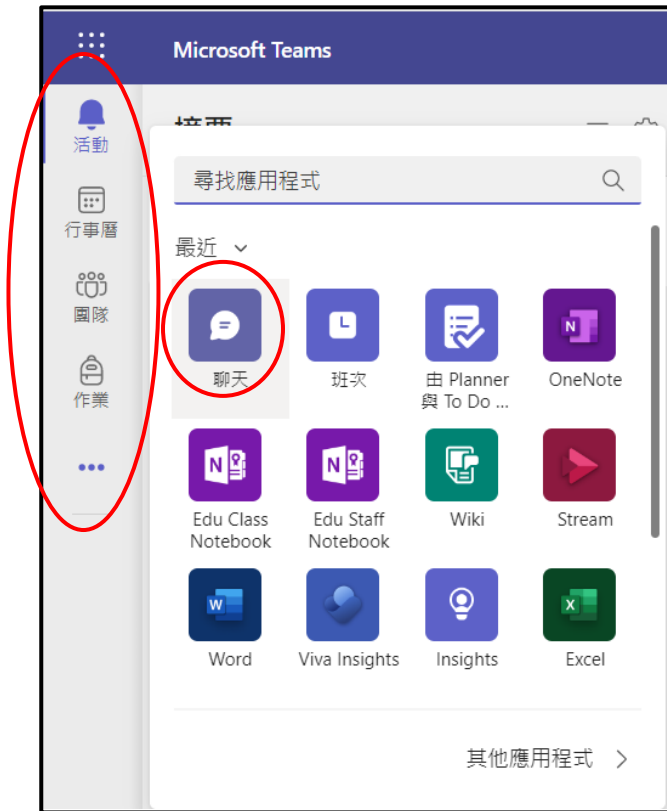 Microsoft Teams
活動
摘要
尋找應用程式
行事曆
最近
團隊
聊天
班次
由 Planner
與 To Do ...
OneNote
作業
Edu Class
Notebook
Edu Staff
Notebook
Wiki
Stream
Word
Viva Insights
Insights
Excel
其他應用程式